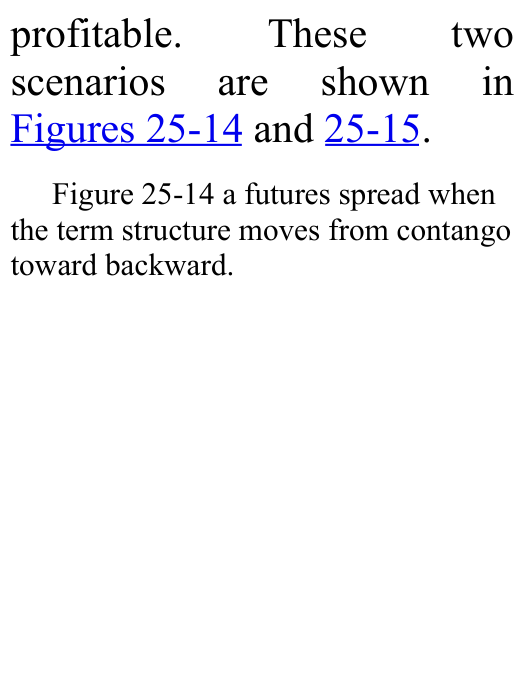 profitable. These two
scenarios are shown in
Figures 25-14 and 25-15.
Figure 25-14 a futures spread when
the term structure moves from contango
toward backward.